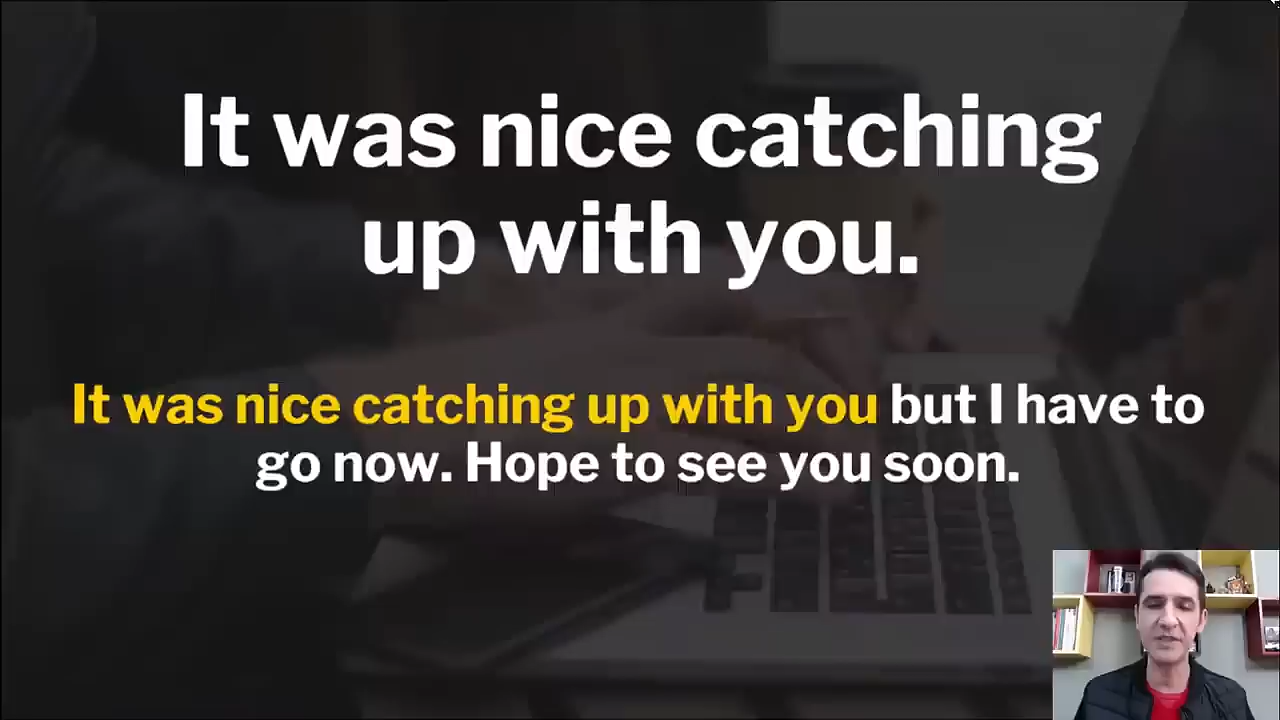 It was nice catching
up with you.
It was nice catching up with you but I have to
go now. Hope to see you soon.